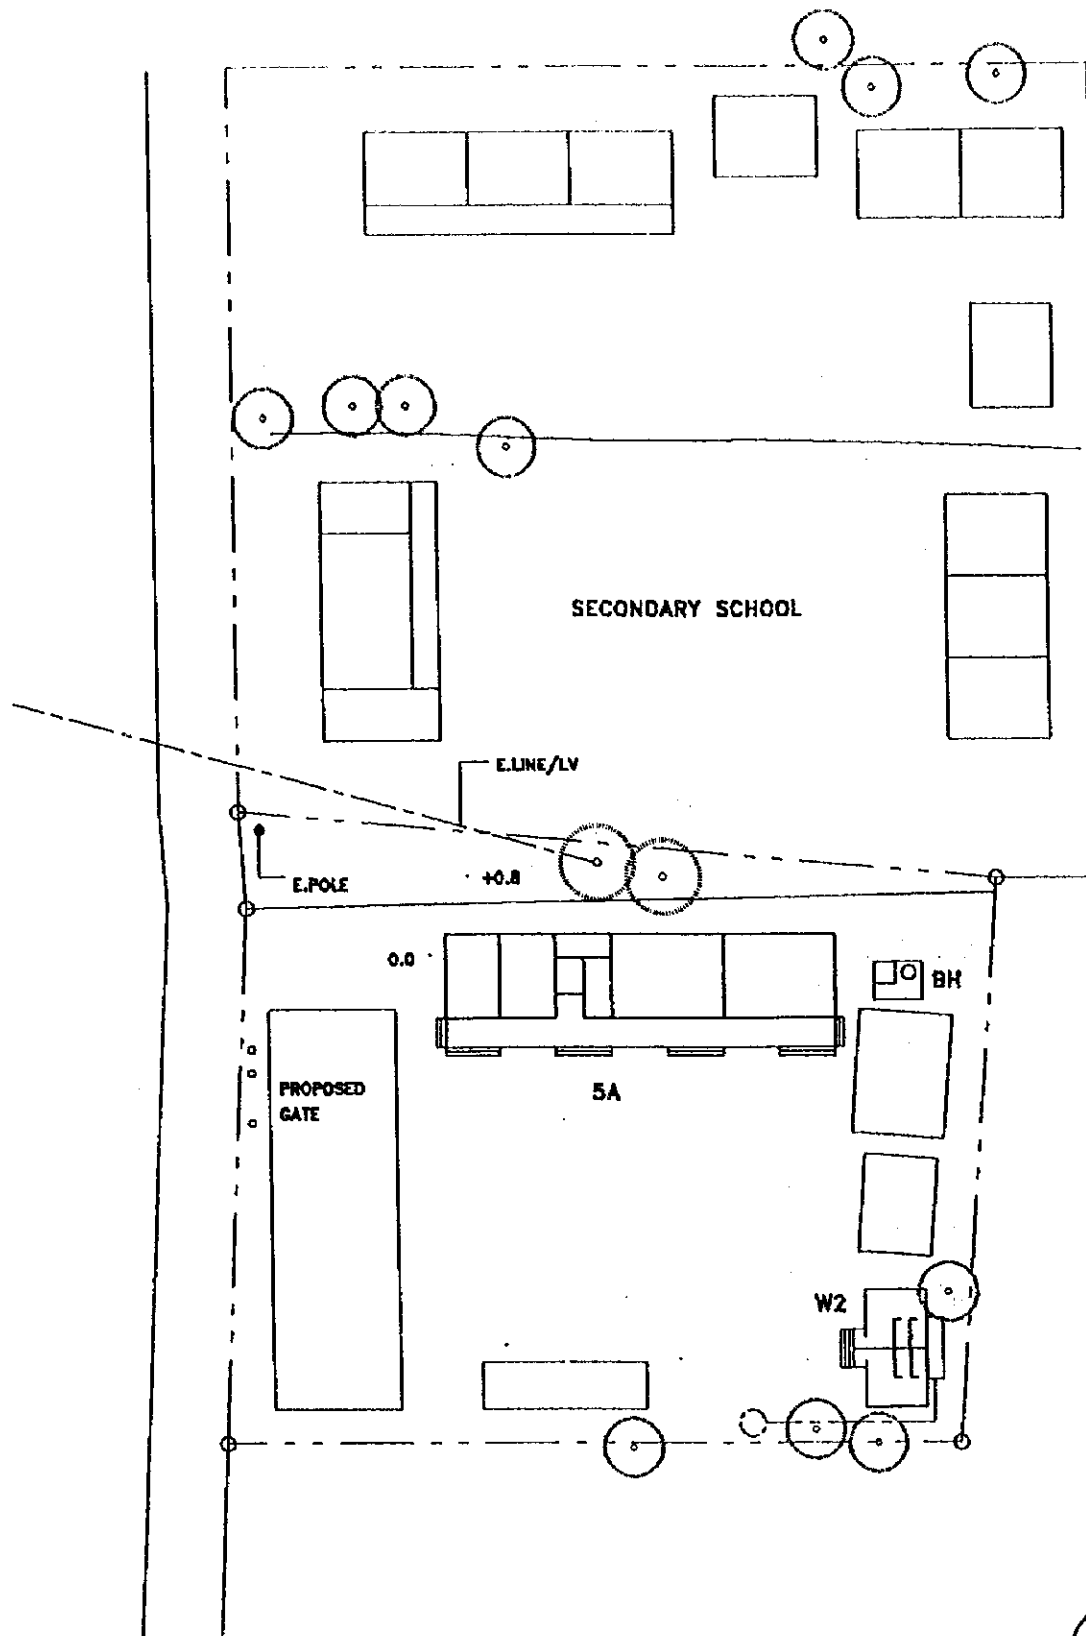 SECONDARY SCHOOL
E.LINE/LV
E.POLE
+0.8
0.0
BH
PROPOSED
GATE
5A
W2